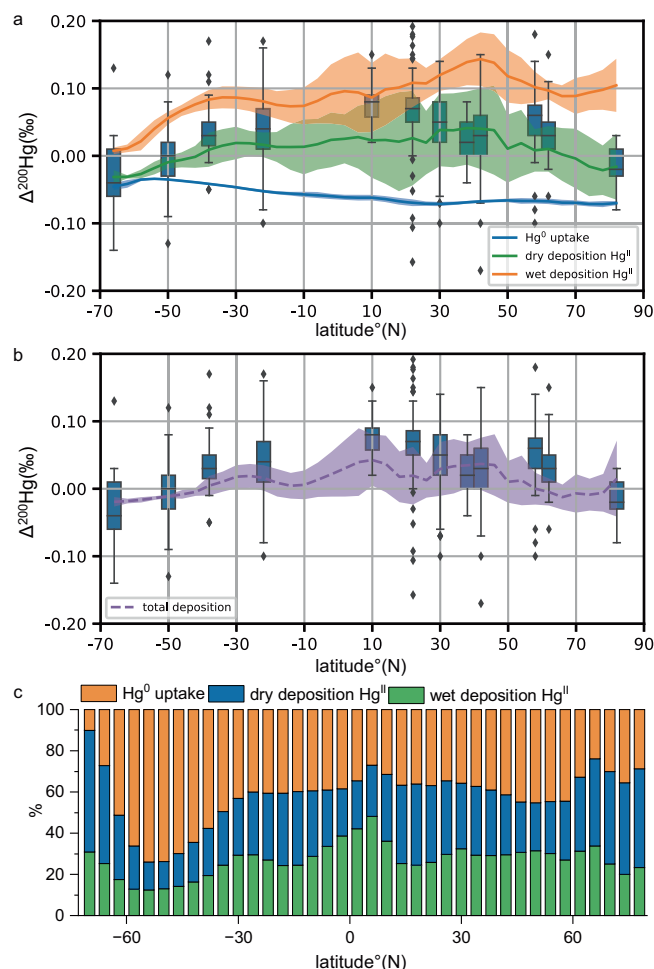 a
0.20
0.10
0.00
-0.10
-0.20
Δ²⁰⁰Hg(‰)
Hg⁰ uptake
dry deposition Hgᴵᴵ
wet deposition Hgᴵᴵ
-70 -50 -30 -10 10 30 50 70 90
latitude°(N)
b
0.20
0.10
0.00
-0.10
-0.20
Δ²⁰⁰Hg(‰)
total deposition
-70 -50 -30 -10 10 30 50 70 90
latitude°(N)
c
Hg⁰ uptake dry deposition Hgᴵᴵ wet deposition Hgᴵᴵ
100
80
60
40
20
0
%
−60 −30 0 30 60
latitude°(N)